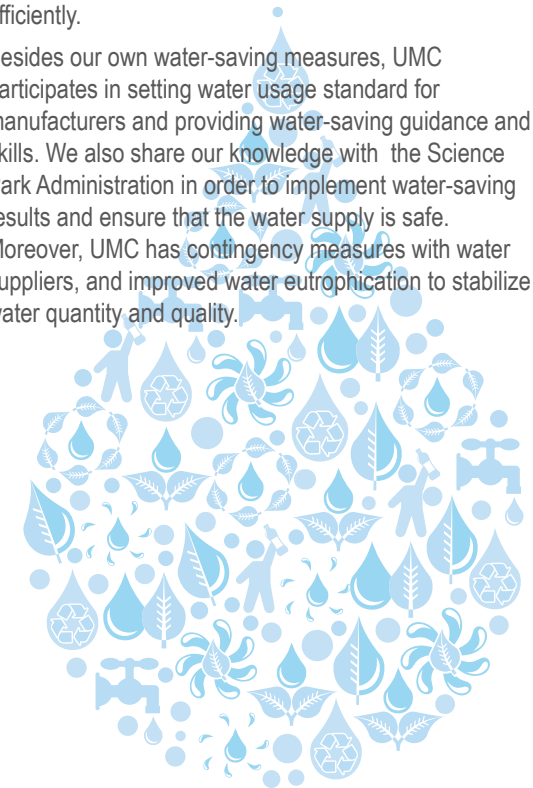 fficiently.
esides our own water-saving measures, UMC
articipates in setting water usage standard for
anufacturers and providing water-saving guidance and
kills. We also share our knowledge with the Science
ark Administration in order to implement water-saving
esults and ensure that the water supply is safe.
Moreover, UMC has contingency measures with water
uppliers, and improved water eutrophication to stabilize
water quantity and quality.